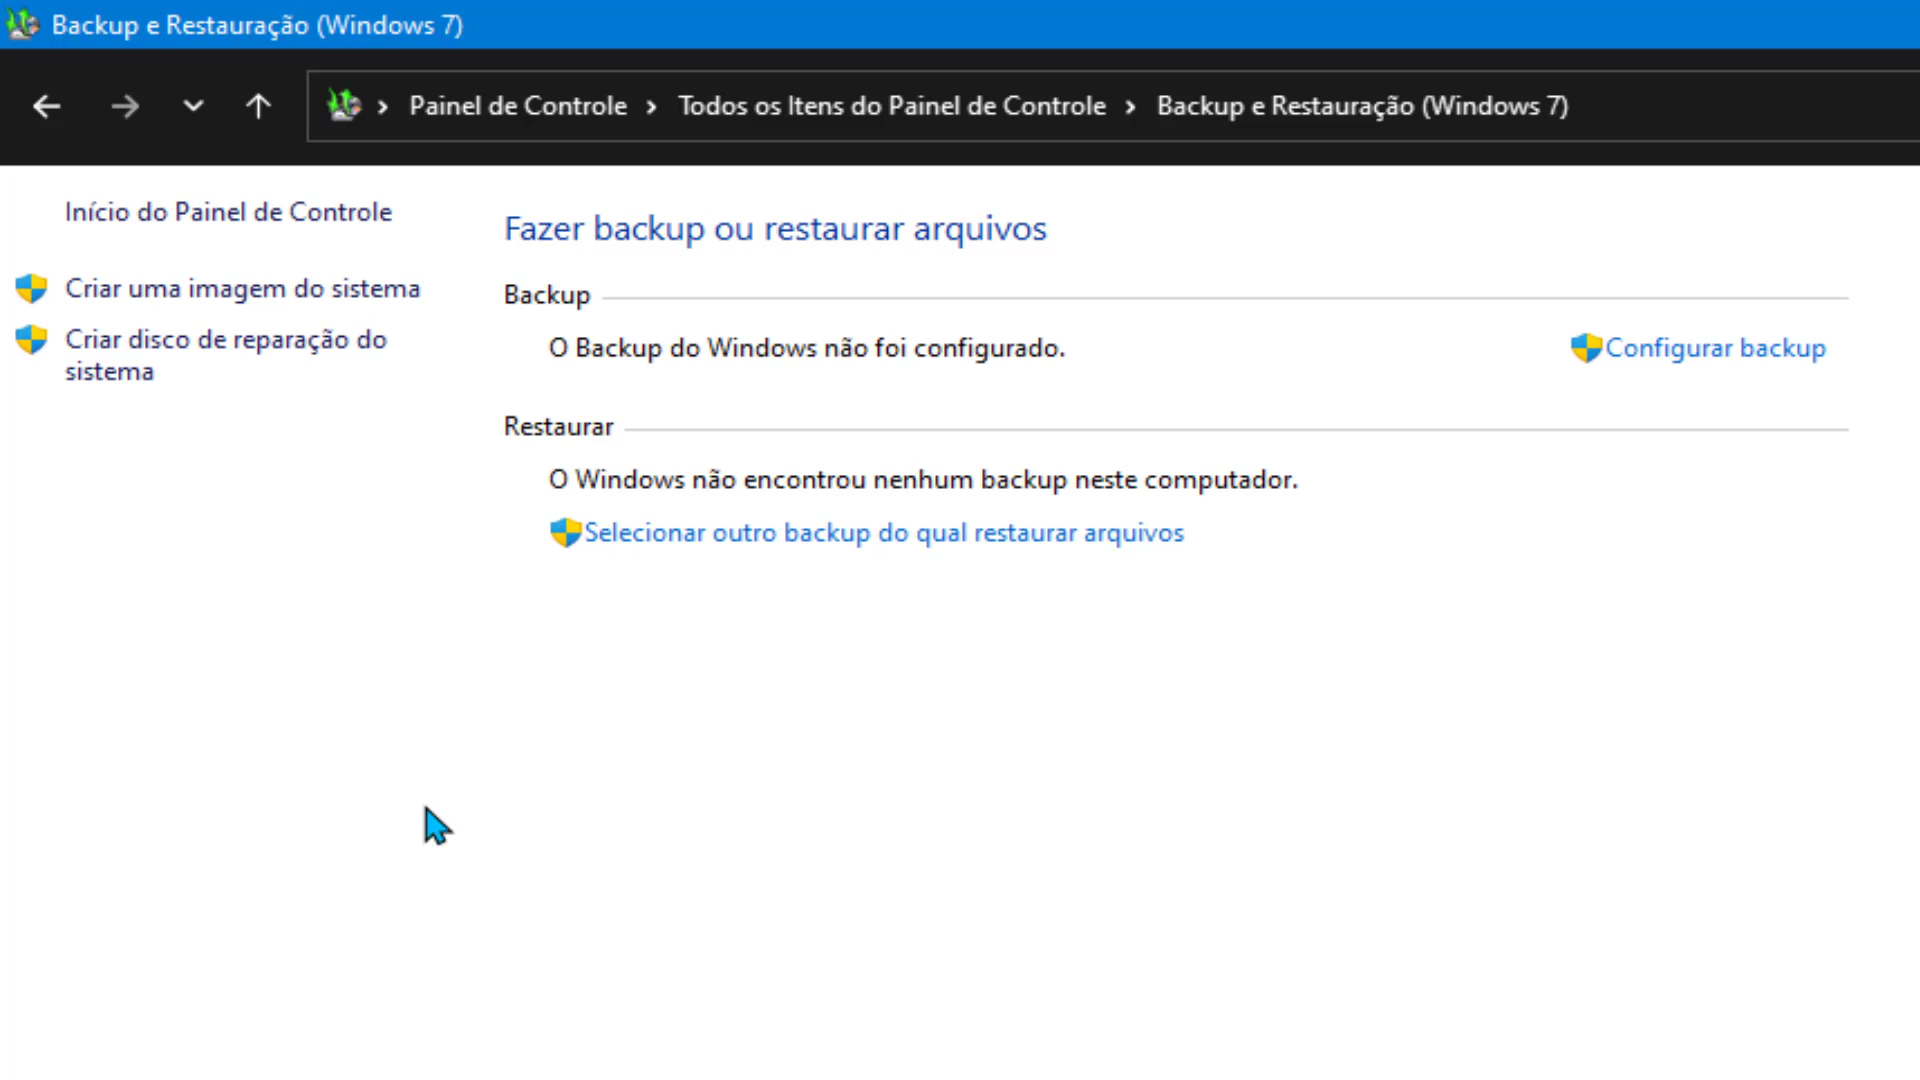 Backup e Restauração (Windows 7)
Painel de Controle › Todos os Itens do Painel de Controle › Backup e Restauração (Windows 7)
Início do Painel de Controle
Criar uma imagem do sistema
Criar disco de reparação do
sistema
Fazer backup ou restaurar arquivos
Backup
O Backup do Windows não foi configurado.
Configurar backup
Restaurar
O Windows não encontrou nenhum backup neste computador.
Selecionar outro backup do qual restaurar arquivos